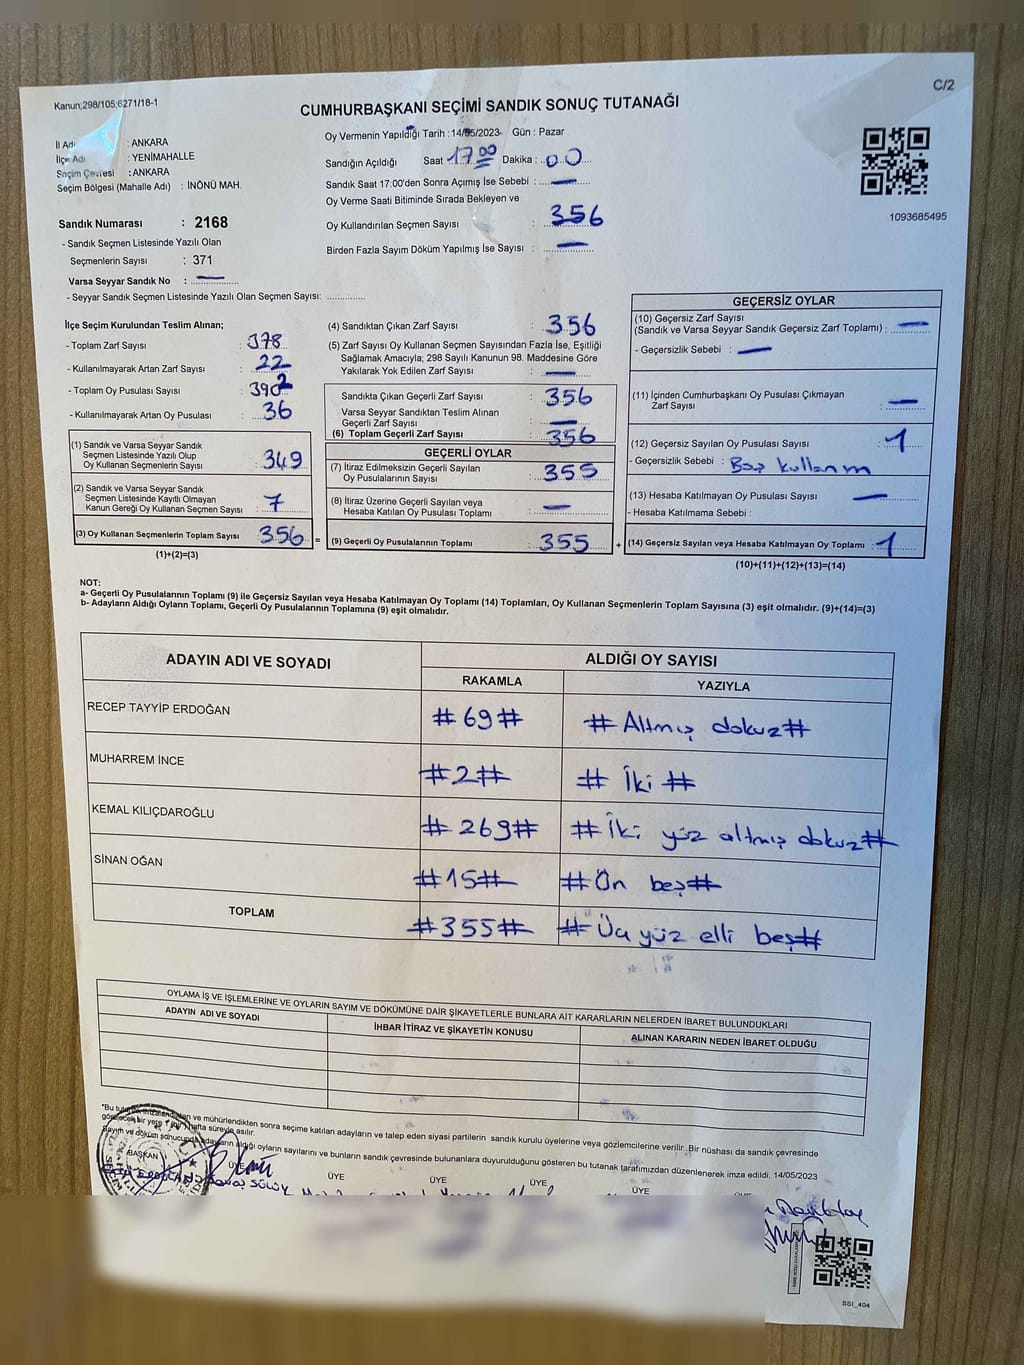 Kanun;298/105;6271/18-1
C/2
CUMHURBAŞKANI SEÇİMİ SANDIK SONUÇ TUTANAĞI
İl Adı : ANKARA
İlçe Adı : YENİMAHALLE
Seçim Çevresi : ANKARA
Seçim Bölgesi (Mahalle Adı) : İNÖNÜ MAH.
Sandık Numarası : 2168
- Sandık Seçmen Listesinde Yazılı Olan
Seçmenlerin Sayısı : 371
Varsa Seyyar Sandık No : —
- Seyyar Sandık Seçmen Listesinde Yazılı Olan Seçmen Sayısı: ..............
Oy Vermenin Yapıldığı Tarih : 14/05/2023 Gün : Pazar
Sandığın Açıldığı Saat : 17 00 Dakika : 00
Sandık Saat 17:00'den Sonra Açımış İse Sebebi : —
Oy Verme Saati Bitiminde Sırada Bekleyen ve
Oy Kullandırılan Seçmen Sayısı : 356
Birden Fazla Sayım Döküm Yapılmış İse Sayısı : —
1093685495
İlçe Seçim Kurulundan Teslim Alınan;
- Toplam Zarf Sayısı : 378
- Kullanılmayarak Artan Zarf Sayısı : 22
- Toplam Oy Pusulası Sayısı : 392
- Kullanılmayarak Artan Oy Pusulası : 36
(1) Sandık ve Varsa Seyyar Sandık
Seçmen Listesinde Yazılı Olup
Oy Kullanan Seçmenlerin Sayısı : 349
(2) Sandık ve Varsa Seyyar Sandık
Seçmen Listesinde Kayıtlı Olmayan
Kanun Gereği Oy Kullanan Seçmen Sayısı : 7
(3) Oy Kullanan Seçmenlerin Toplam Sayısı : 356 =
(1)+(2)=(3)
(4) Sandıktan Çıkan Zarf Sayısı : 356
(5) Zarf Sayısı Oy Kullanan Seçmen Sayısından Fazla İse, Eşitliği
Sağlamak Amacıyla; 298 Sayılı Kanunun 98. Maddesine Göre
Yakılarak Yok Edilen Zarf Sayısı : —
Sandıkta Çıkan Geçerli Zarf Sayısı : 356
Varsa Seyyar Sandıktan Teslim Alınan
Geçerli Zarf Sayısı : —
(6) Toplam Geçerli Zarf Sayısı : 356
GEÇERLİ OYLAR
(7) İtiraz Edilmeksizin Geçerli Sayılan
Oy Pusulalarının Sayısı : 355
(8) İtiraz Üzerine Geçerli Sayılan veya
Hesaba Katılan Oy Pusulası Toplamı : —
(9) Geçerli Oy Pusulalarının Toplamı : 355 +
GEÇERSİZ OYLAR
(10) Geçersiz Zarf Sayısı
(Sandık ve Varsa Seyyar Sandık Geçersiz Zarf Toplamı) : —
- Geçersizlik Sebebi : —
(11) İçinden Cumhurbaşkanı Oy Pusulası Çıkmayan
Zarf Sayısı : —
(12) Geçersiz Sayılan Oy Pusulası Sayısı : 1
- Geçersizlik Sebebi : Boş kullanım
(13) Hesaba Katılmayan Oy Pusulası Sayısı : —
- Hesaba Katılmama Sebebi :
(14) Geçersiz Sayılan veya Hesaba Katılmayan Oy Toplamı : 1
(10)+(11)+(12)+(13)=(14)
NOT:
a- Geçerli Oy Pusulalarının Toplamı (9) ile Geçersiz Sayılan veya Hesaba Katılmayan Oy Toplamı (14) Toplamları, Oy Kullanan Seçmenlerin Toplam Sayısına (3) eşit olmalıdır. (9)+(14)=(3)
b- Adayların Aldığı Oyların Toplamı, Geçerli Oy Pusulalarının Toplamına (9) eşit olmalıdır.
ADAYIN ADI VE SOYADI ALDIĞI OY SAYISI
RAKAMLA YAZIYLA
RECEP TAYYİP ERDOĞAN #69# #Altmış dokuz#
MUHARREM İNCE #2# #İki#
KEMAL KILIÇDAROĞLU #269# #İki yüz altmış dokuz#
SİNAN OĞAN #15# #Ön beş#
TOPLAM #355# #Üç yüz elli beş#
OYLAMA İŞ VE İŞLEMLERİNE VE OYLARIN SAYIM VE DÖKÜMÜNE DAİR ŞİKAYETLERLE BUNLARA AİT KARARLARIN NELERDEN İBARET BULUNDUKLARI
ADAYIN ADI VE SOYADI İHBAR İTİRAZ VE ŞİKAYETİN KONUSU ALINAN KARARIN NEDEN İBARET OLDUĞU
"Bu ve mühürlendikten sonra seçime katılan adayların ve talep eden siyasi partilerin sandık kurulu üyelerine veya gözlemcilerine verilir. Bir nüshası da sandık çevresinde
bir yere hafta süreyle asılır.
Sayım ve döküm sonucunda adayların aldığı oyların sayılarını ve bunların sandık çevresinde bulunanlara duyurulduğunu gösteren bu tutanak tarafımızdan düzenlenerek imza edildi. 14/05/2023
BAŞKAN ÜYE ÜYE ÜYE ÜYE ÜYE
SSI_404